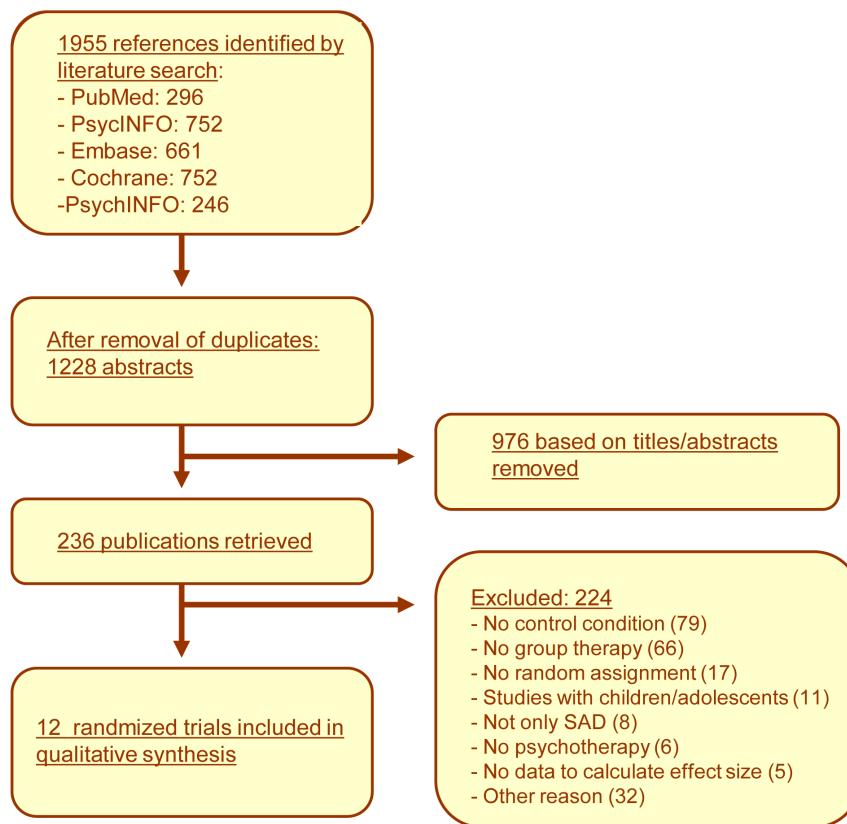 1955 references identified by
literature search:
- PubMed: 296
- PsycINFO: 752
- Embase: 661
- Cochrane: 752
-PsychINFO: 246
After removal of duplicates:
1228 abstracts
976 based on titles/abstracts
removed
236 publications retrieved
Excluded: 224
- No control condition (79)
- No group therapy (66)
- No random assignment (17)
- Studies with children/adolescents (11)
- Not only SAD (8)
- No psychotherapy (6)
- No data to calculate effect size (5)
- Other reason (32)
12 randmized trials included in
qualitative synthesis